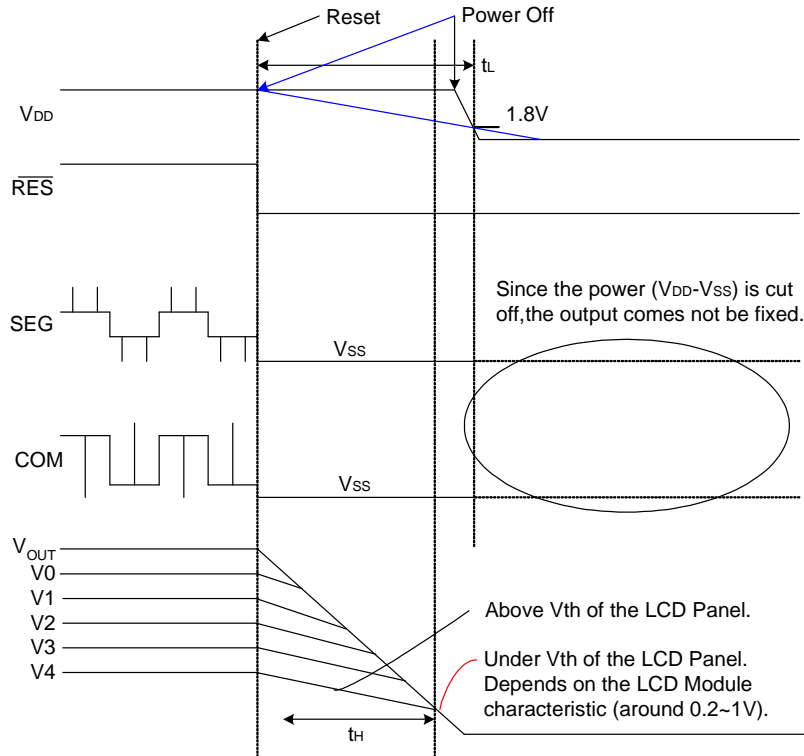 Reset
Power Off
tL
VDD
1.8V
RES
Since the power (VDD-VSS) is cut
off,the output comes not be fixed.
SEG
VSS
COM
VSS
VOUT
V0
V1
V2
V3
V4
Above Vth of the LCD Panel.
Under Vth of the LCD Panel.
Depends on the LCD Module
characteristic (around 0.2~1V).
tH